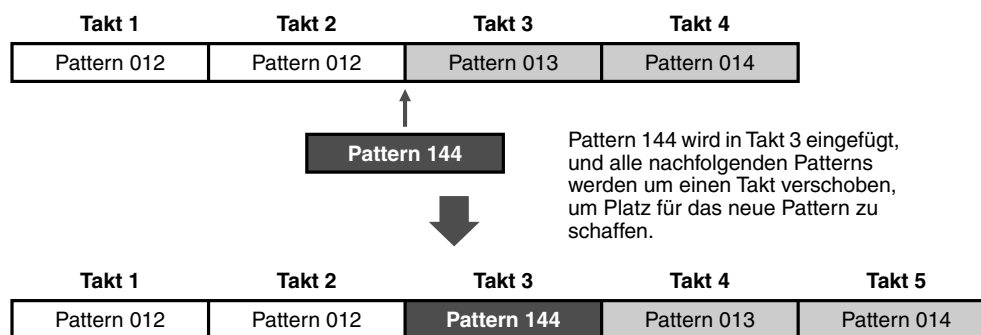 Takt 1 Takt 2 Takt 3 Takt 4
Pattern 012 Pattern 012 Pattern 013 Pattern 014
Pattern 144
Pattern 144 wird in Takt 3 eingefügt,
und alle nachfolgenden Patterns
werden um einen Takt verschoben,
um Platz für das neue Pattern zu
schaffen.
Takt 1 Takt 2 Takt 3 Takt 4 Takt 5
Pattern 012 Pattern 012 Pattern 144 Pattern 013 Pattern 014